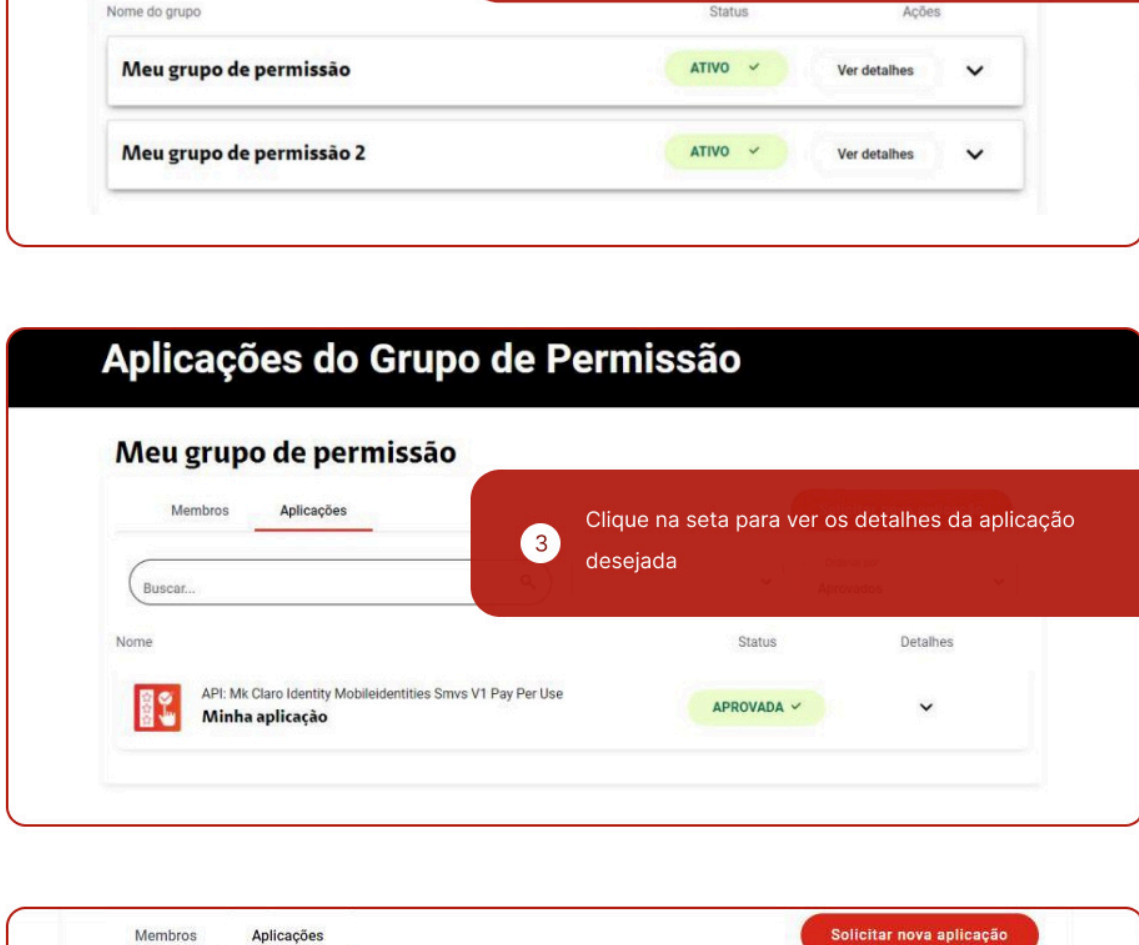 Nome do grupo Status Ações
Meu grupo de permissão ATIVO Ver detalhes
Meu grupo de permissão 2 ATIVO Ver detalhes
Aplicações do Grupo de Permissão
Meu grupo de permissão
Membros Aplicações
3 Clique na seta para ver os detalhes da aplicação
desejada
Buscar... Aprovados
Nome Status Detalhes
API: Mk Claro Identity Mobileidentities Smvs V1 Pay Per Use
Minha aplicação APROVADA
Membros Aplicações Solicitar nova aplicação